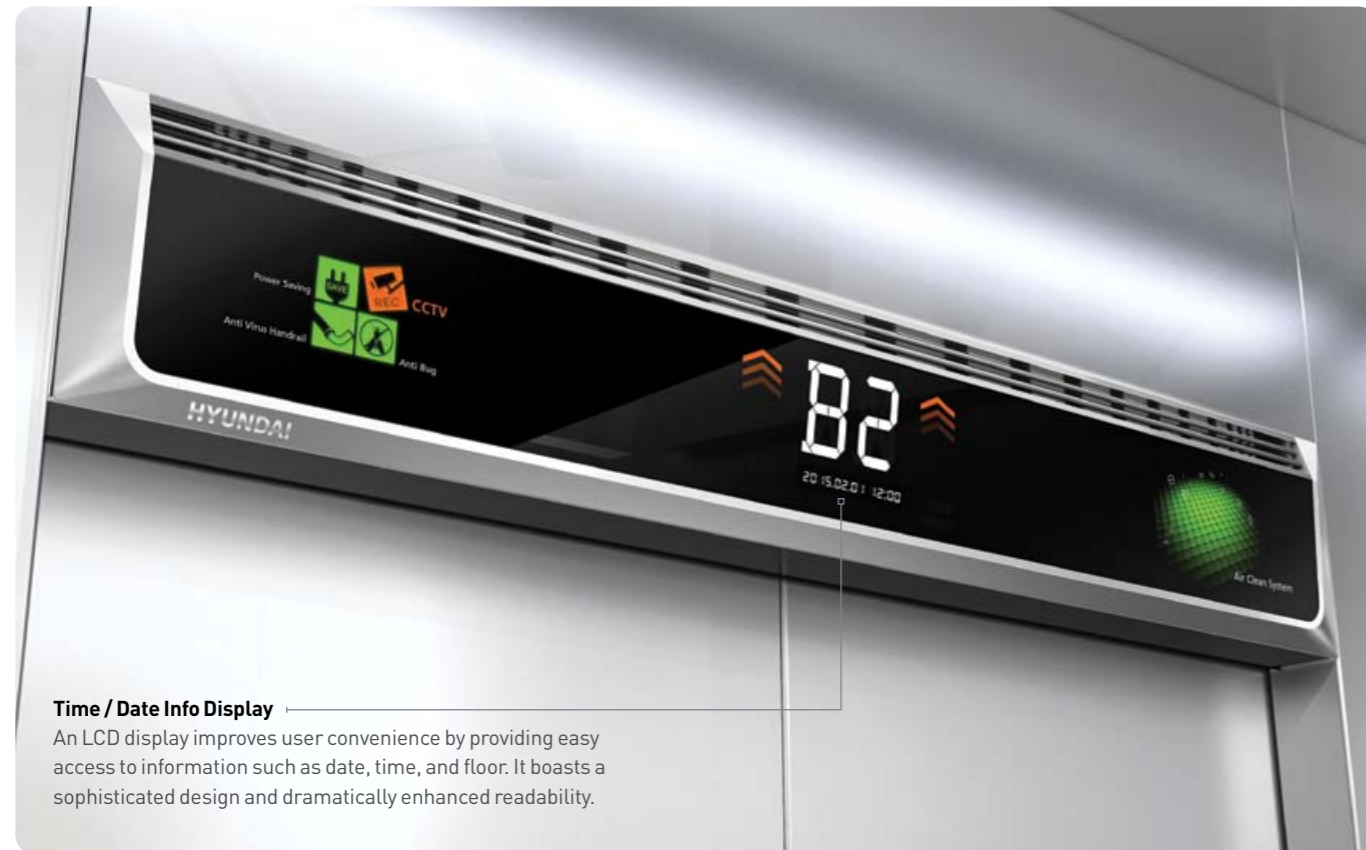 Power Saving
SAVE
REC
CCTV
Anti Virus Handrail
Anti Bug
HYUNDAI
B2
2015.02.01 12:00
Air Clean System
Time / Date Info Display
An LCD display improves user convenience by providing easy
access to information such as date, time, and floor. It boasts a
sophisticated design and dramatically enhanced readability.